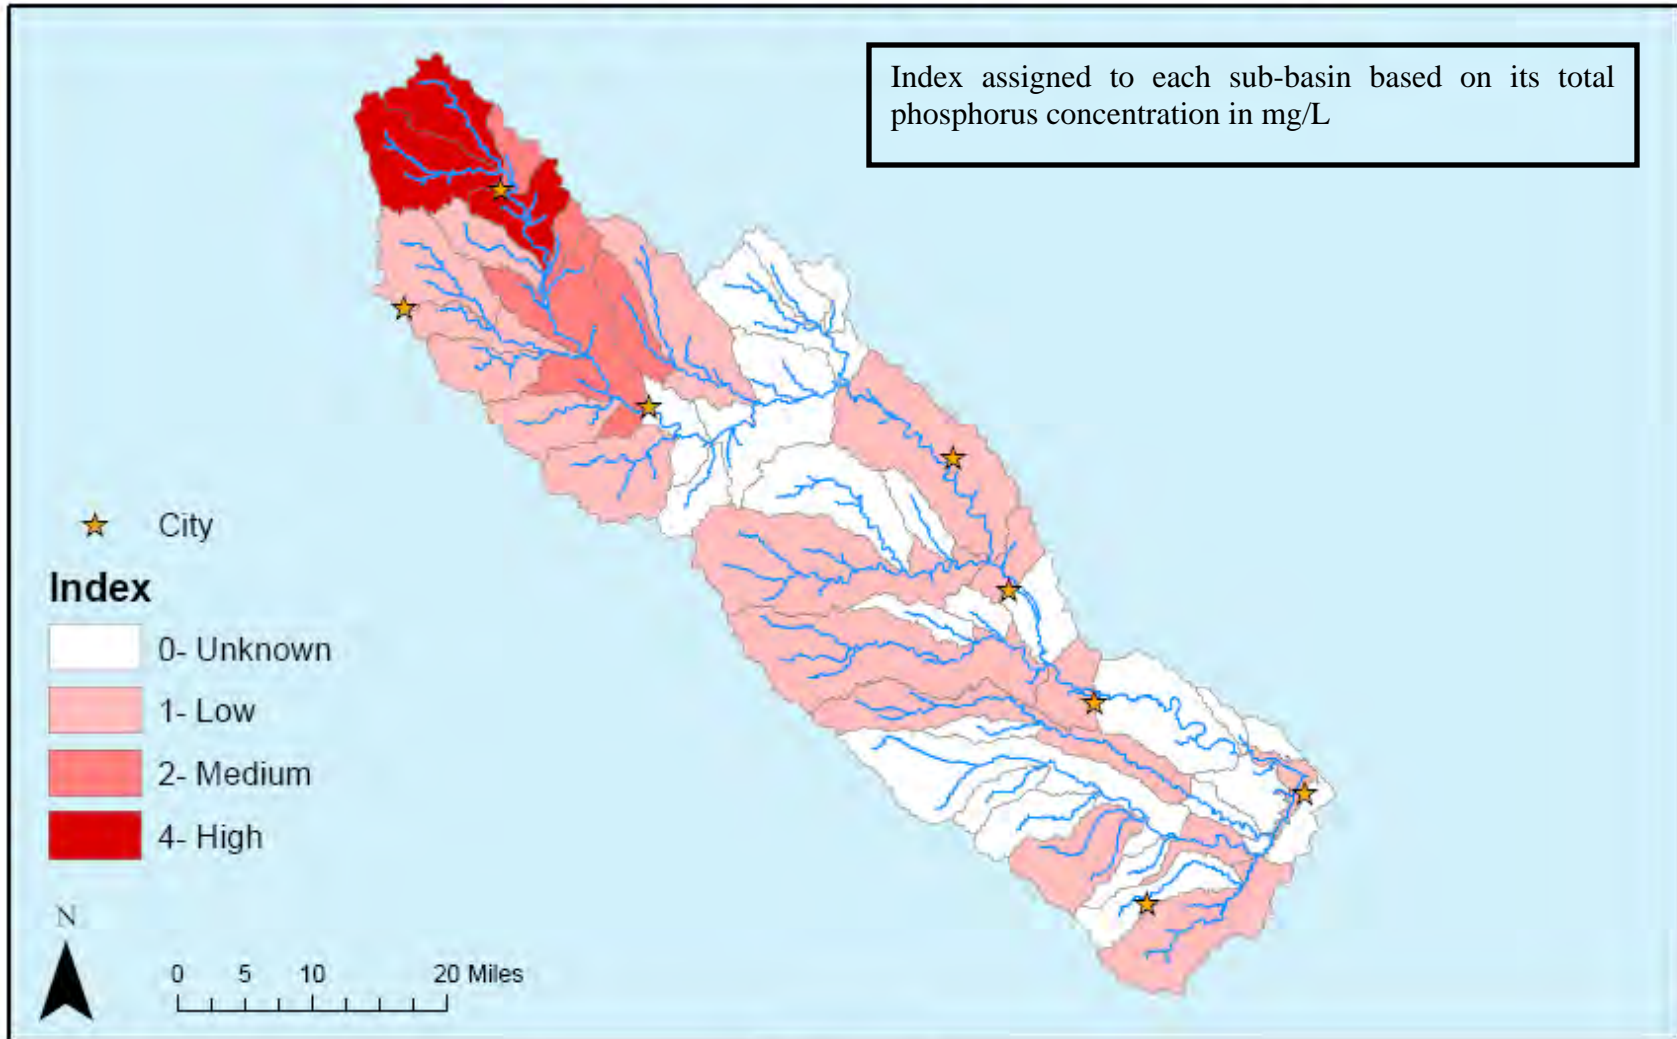 Index assigned to each sub-basin based on its total
phosphorus concentration in mg/L
City
Index
0- Unknown
1- Low
2- Medium
4- High
N
0 5 10 20 Miles